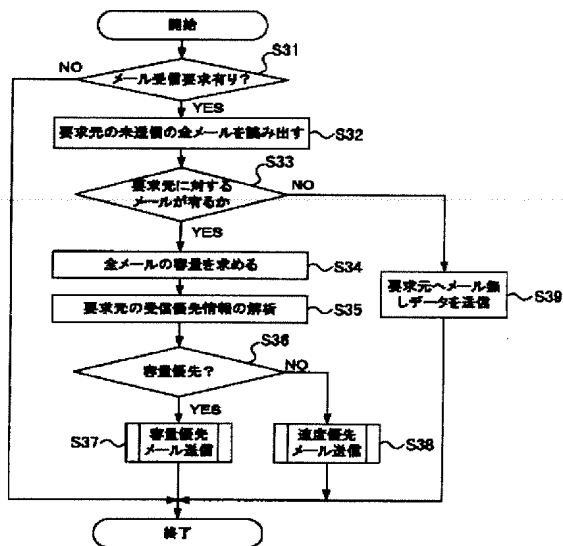 開始
S31
NO
メール受信要求有り?
YES
要求元の未送信の全メールを読み出す
S32
S33
要求元に対する
メールが有るか
NO
YES
全メールの容量を求める
S34
要求元へメール無
しデータを送信
S39
要求元の受信優先情報の解析
S35
S36
容量優先?
NO
YES
S37
容量優先
メール送信
速度優先
メール送信
S38
終了